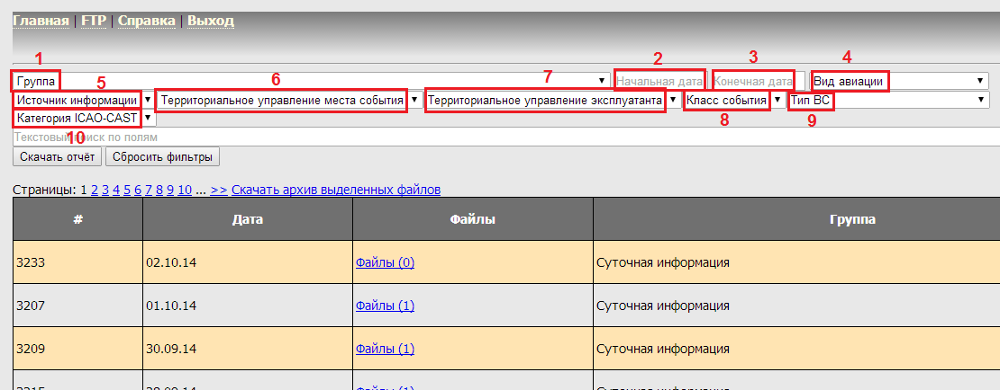 Главная | FTP | Справка | Выход
1 5 6 7 2 3 4
Группа Начальная дата Конечная дата Вид авиации
Источник информации Территориальное управление места события Территориальное управление эксплуатанта Класс события Тип ВС
8 9
Категория ICAO-CAST
10
Текстовый поиск по полям
Скачать отчёт Сбросить фильтры
Страницы: 1 2 3 4 5 6 7 8 9 10 ... >> Скачать архив выделенных файлов
# Дата Файлы Группа
3233 02.10.14 Файлы (0) Суточная информация
3207 01.10.14 Файлы (1) Суточная информация
3209 30.09.14 Файлы (1) Суточная информация
Файлы (1) Суточная информация